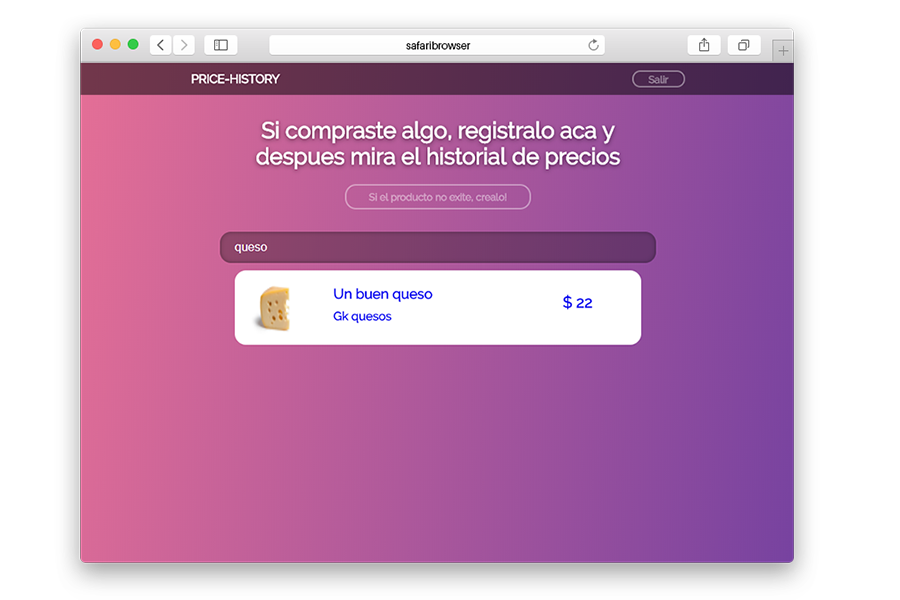 safaribrowser
PRICE-HISTORY
Salir
Si compraste algo, registralo aca y
despues mira el historial de precios
Si el producto no exite, crealo!
queso
Un buen queso
$ 22
Gk quesos